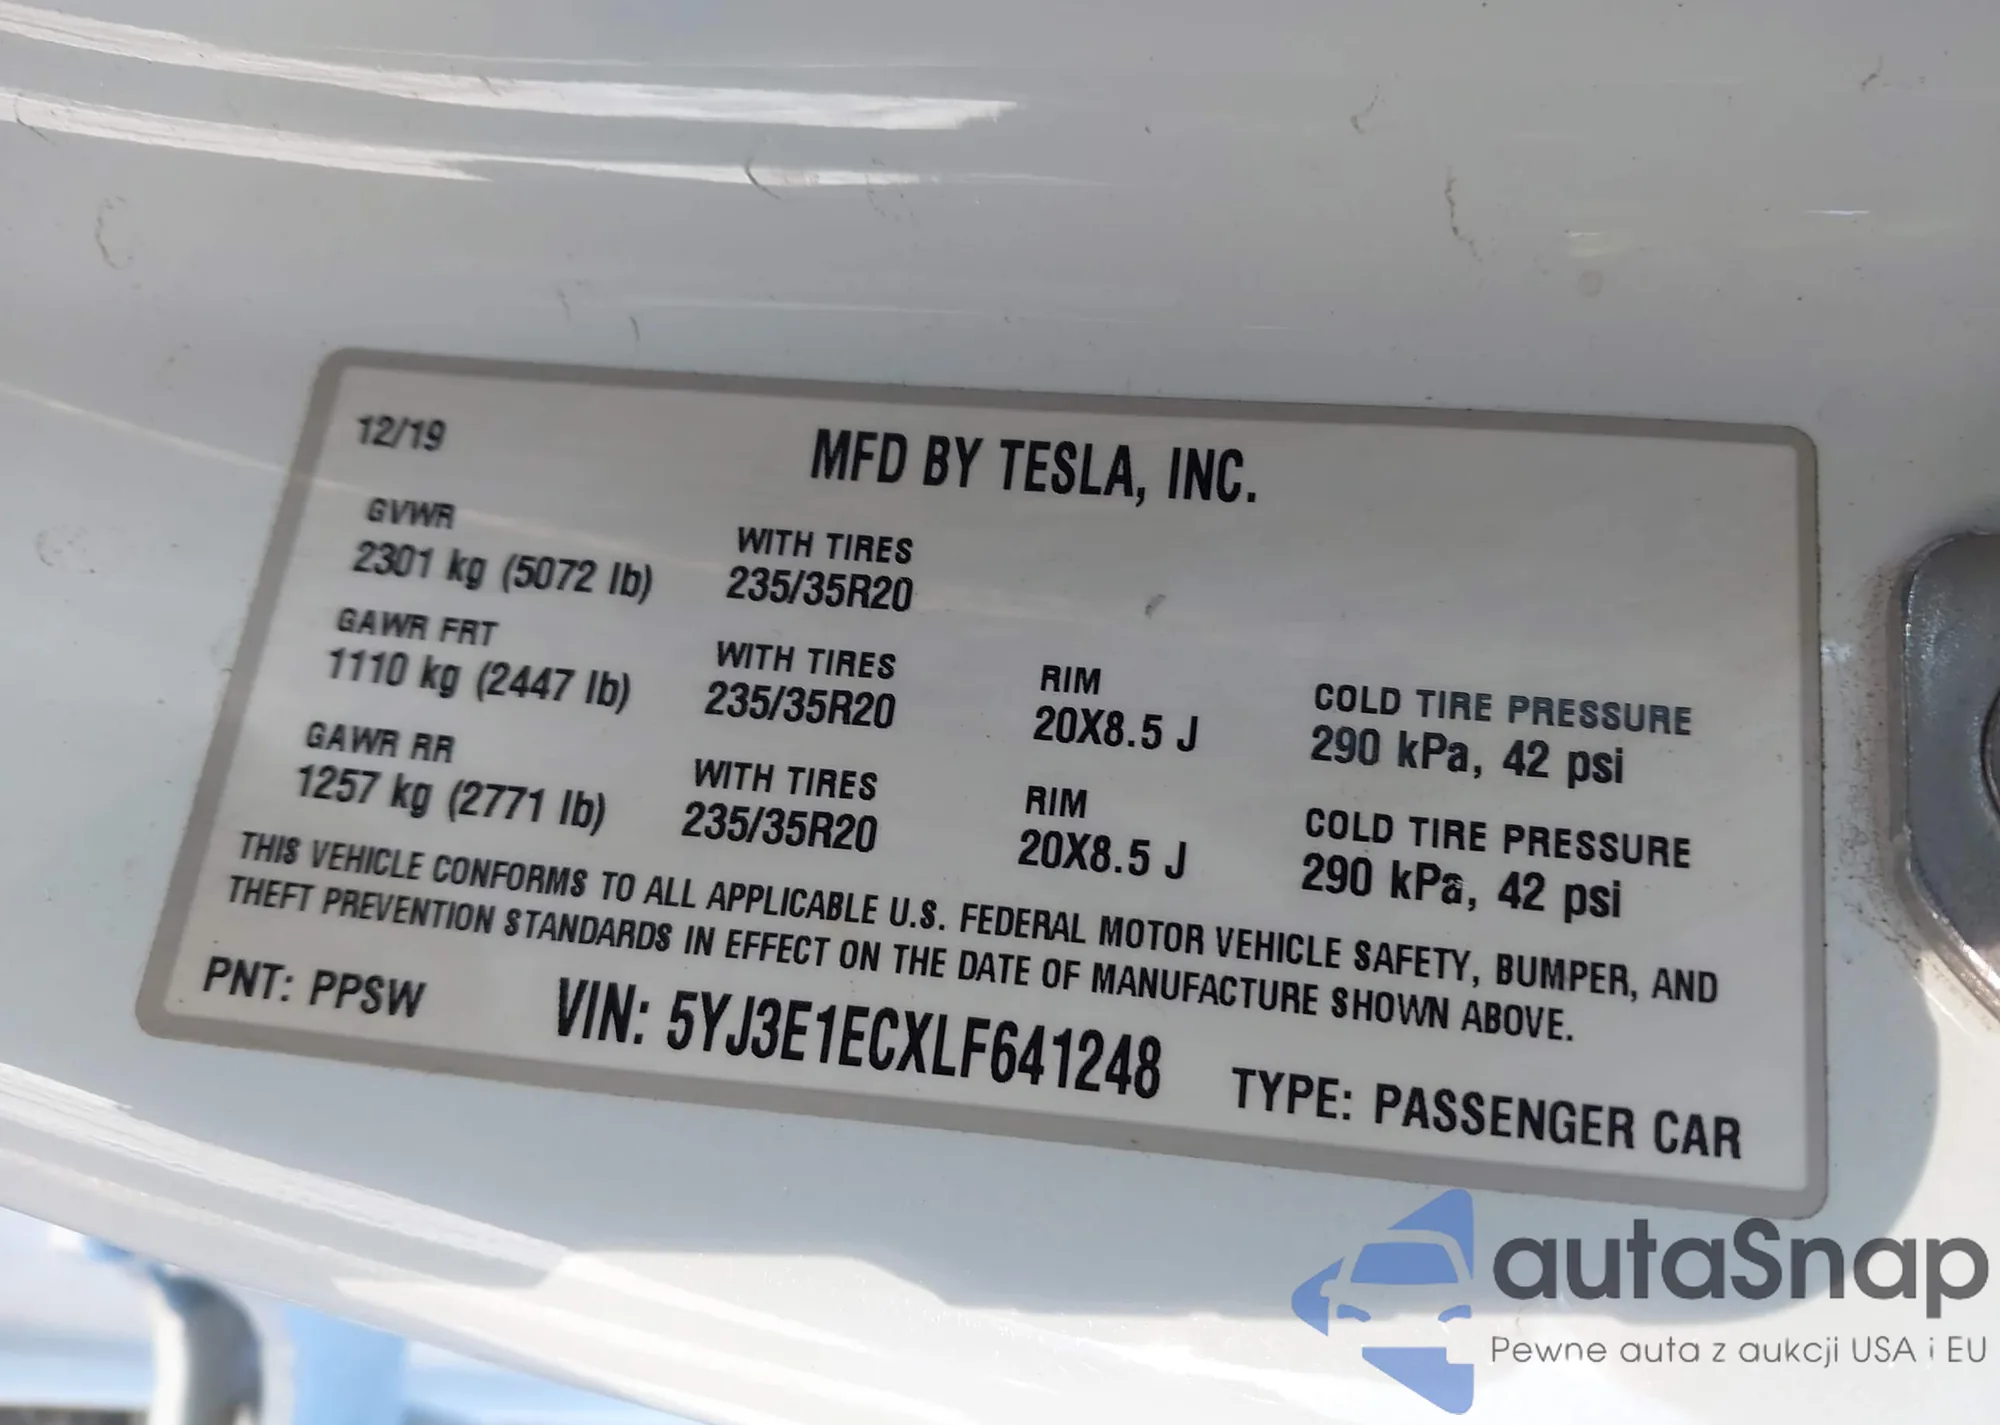 12/19 MFD BY TESLA, INC.
GVWR WITH TIRES
2301 kg (5072 lb) 235/35R20
GAWR FRT WITH TIRES RIM COLD TIRE PRESSURE
1110 kg (2447 lb) 235/35R20 20X8.5 J 290 kPa, 42 psi
GAWR RR WITH TIRES RIM COLD TIRE PRESSURE
1257 kg (2771 lb) 235/35R20 20X8.5 J 290 kPa, 42 psi
THIS VEHICLE CONFORMS TO ALL APPLICABLE U.S. FEDERAL MOTOR VEHICLE SAFETY, BUMPER, AND
THEFT PREVENTION STANDARDS IN EFFECT ON THE DATE OF MANUFACTURE SHOWN ABOVE.
PNT: PPSW VIN: 5YJ3E1ECXLF641248 TYPE: PASSENGER CAR
autaSnap
Pewne auta z aukcji USA i EU